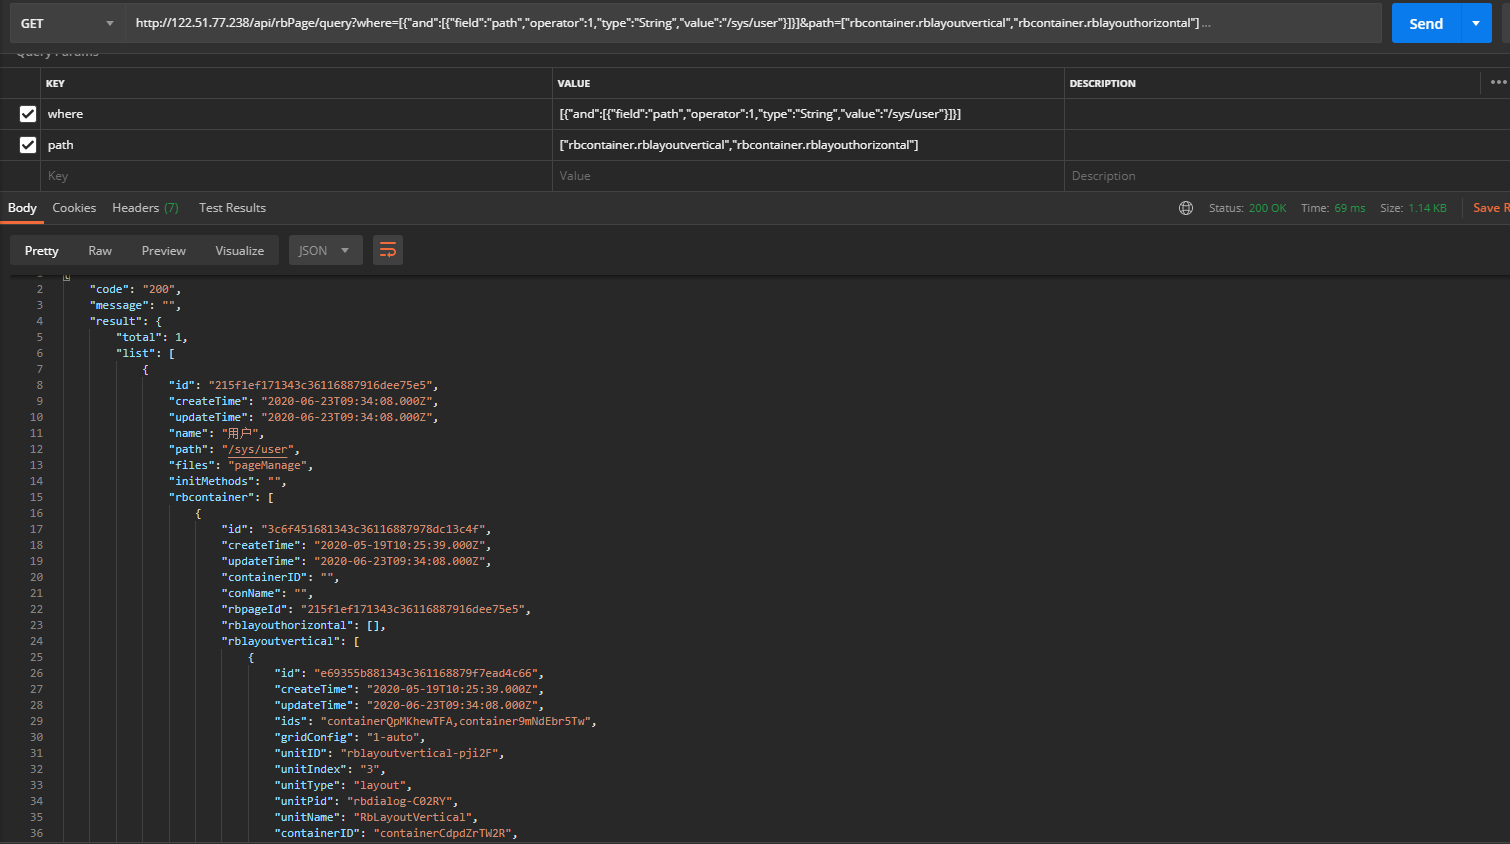 GET http://122.51.77.238/api/rbPage/query?where=[{"and":[{"field":"path","operator":1,"type":"String","value":"/sys/user"}]}]&path=["rbcontainer.rblayoutvertical","rbcontainer.rblayouthorizontal"] ... Send
Query Params
KEY VALUE DESCRIPTION
where [{"and":[{"field":"path","operator":1,"type":"String","value":"/sys/user"}]}]
path ["rbcontainer.rblayoutvertical","rbcontainer.rblayouthorizontal"]
Key Value Description
Body Cookies Headers (7) Test Results Status: 200 OK Time: 69 ms Size: 1.14 KB Save R
Pretty Raw Preview Visualize JSON
1 {
2 "code": "200",
3 "message": "",
4 "result": {
5 "total": 1,
6 "list": [
7 {
8 "id": "215f1ef171343c36116887916dee75e5",
9 "createTime": "2020-06-23T09:34:08.000Z",
10 "updateTime": "2020-06-23T09:34:08.000Z",
11 "name": "用户",
12 "path": "/sys/user",
13 "files": "pageManage",
14 "initMethods": "",
15 "rbcontainer": [
16 {
17 "id": "3c6f451681343c36116887978dc13c4f",
18 "createTime": "2020-05-19T10:25:39.000Z",
19 "updateTime": "2020-06-23T09:34:08.000Z",
20 "containerID": "",
21 "conName": "",
22 "rbpageId": "215f1ef171343c36116887916dee75e5",
23 "rblayouthorizontal": [],
24 "rblayoutvertical": [
25 {
26 "id": "e69355b881343c361168879f7ead4c66",
27 "createTime": "2020-05-19T10:25:39.000Z",
28 "updateTime": "2020-06-23T09:34:08.000Z",
29 "ids": "containerQpMKhewTFA,container9mNdEbr5Tw",
30 "gridConfig": "1-auto",
31 "unitID": "rblayoutvertical-pji2F",
32 "unitIndex": "3",
33 "unitType": "layout",
34 "unitPid": "rbdialog-C02RY",
35 "unitName": "RbLayoutVertical",
36 "containerID": "containerCdpdZrTW2R",